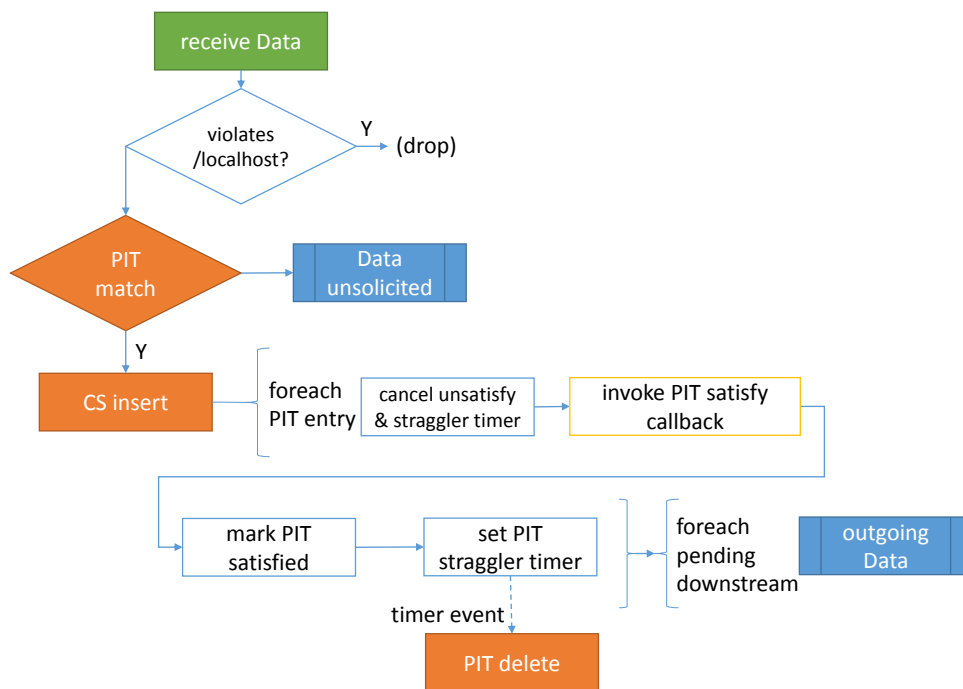 receive Data
violates
/localhost?
Y
(drop)
PIT
match
Data
unsolicited
Y
CS insert
foreach
PIT entry
cancel unsatisfy
& straggler timer
invoke PIT satisfy
callback
mark PIT
satisfied
set PIT
straggler timer
foreach
pending
downstream
outgoing
Data
timer event
PIT delete